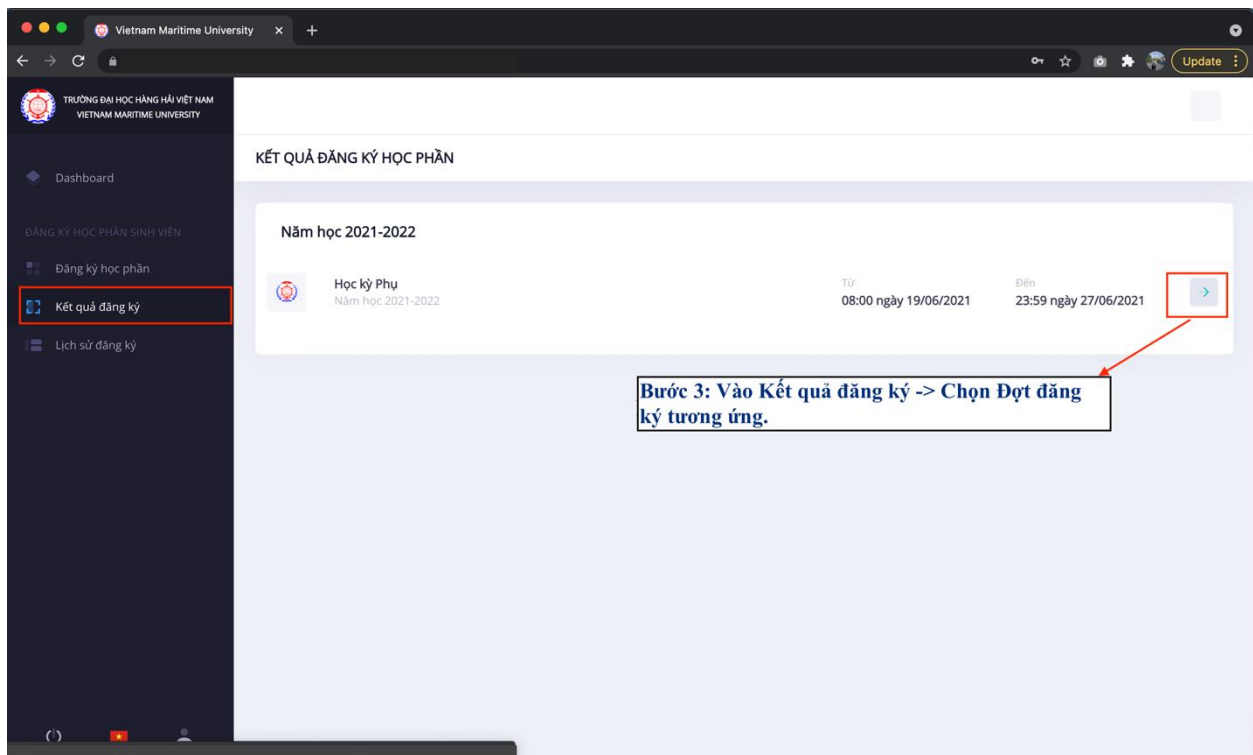 Vietnam Maritime Univer
Update
TRƯỜNG ĐẠI HỌC HÀNG HẢI VIỆT NAM
VIETNAM MARITIME UNIVERSITY
KẾT QUẢ ĐĂNG KÝ HỌC PHẦN
Dashboard
ĐĂNG KÝ HỌC PHẦN SINH VIÊN
Đăng ký học phần
Kết quả đăng ký
Lịch sử đăng ký
Năm học 2021-2022
Học kỳ Phụ
Năm học 2021-2022
Từ
08:00 ngày 19/06/2021
Đến
23:59 ngày 27/06/2021
Bước 3: Vào Kết quả đăng ký -> Chọn Đợt đăng
ký tương ứng.